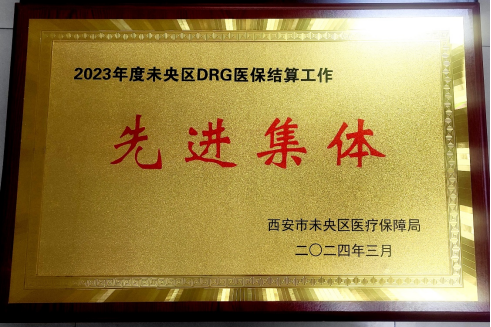 2023年度未央区DRG医保结算工作
先进集体
西安市未央区医疗保障局
二〇二四年三月